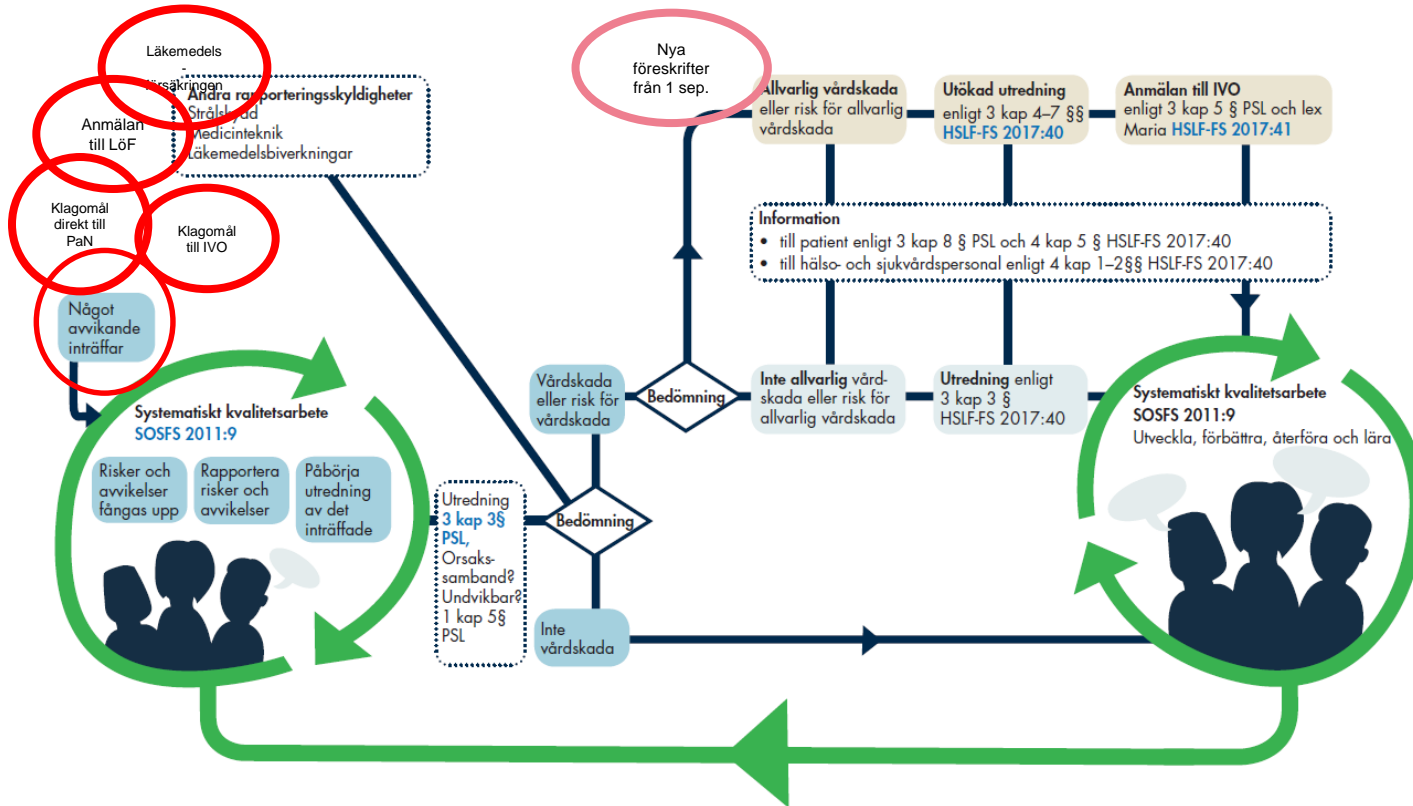 Läkemedels
-
försäkringen
Andra rapporteringsskyldigheter
Strålskydd
Medicinteknik
Läkemedelsbiverkningar
Anmälan
till LöF
Klagomål
direkt till
PaN
Klagomål
till IVO
Något
avvikande
inträffar
Nya
föreskrifter
från 1 sep.
Allvarlig vårdskada
eller risk för allvarlig
vårdskada
Utökad utredning
enligt 3 kap 4–7 §§
HSLF-FS 2017:40
Anmälan till IVO
enligt 3 kap 5 § PSL och lex
Maria HSLF-FS 2017:41
Information
• till patient enligt 3 kap 8 § PSL och 4 kap 5 § HSLF-FS 2017:40
• till hälso- och sjukvårdspersonal enligt 4 kap 1–2§§ HSLF-FS 2017:40
Systematiskt kvalitetsarbete
SOSFS 2011:9
Risker och
avvikelser
fångas upp
Rapportera
risker och
avvikelser
Påbörja
utredning
av det
inträffade
Utredning
3 kap 3§
PSL,
Orsaks-
samband?
Undvikbar?
1 kap 5§
PSL
Bedömning
Vårdskada
eller risk för
vårdskada
Inte
vårdskada
Bedömning
Inte allvarlig vård-
skada eller risk för
allvarlig vårdskada
Utredning enligt
3 kap 3 §
HSLF-FS 2017:40
Systematiskt kvalitetsarbete
SOSFS 2011:9
Utveckla, förbättra, återföra och lära